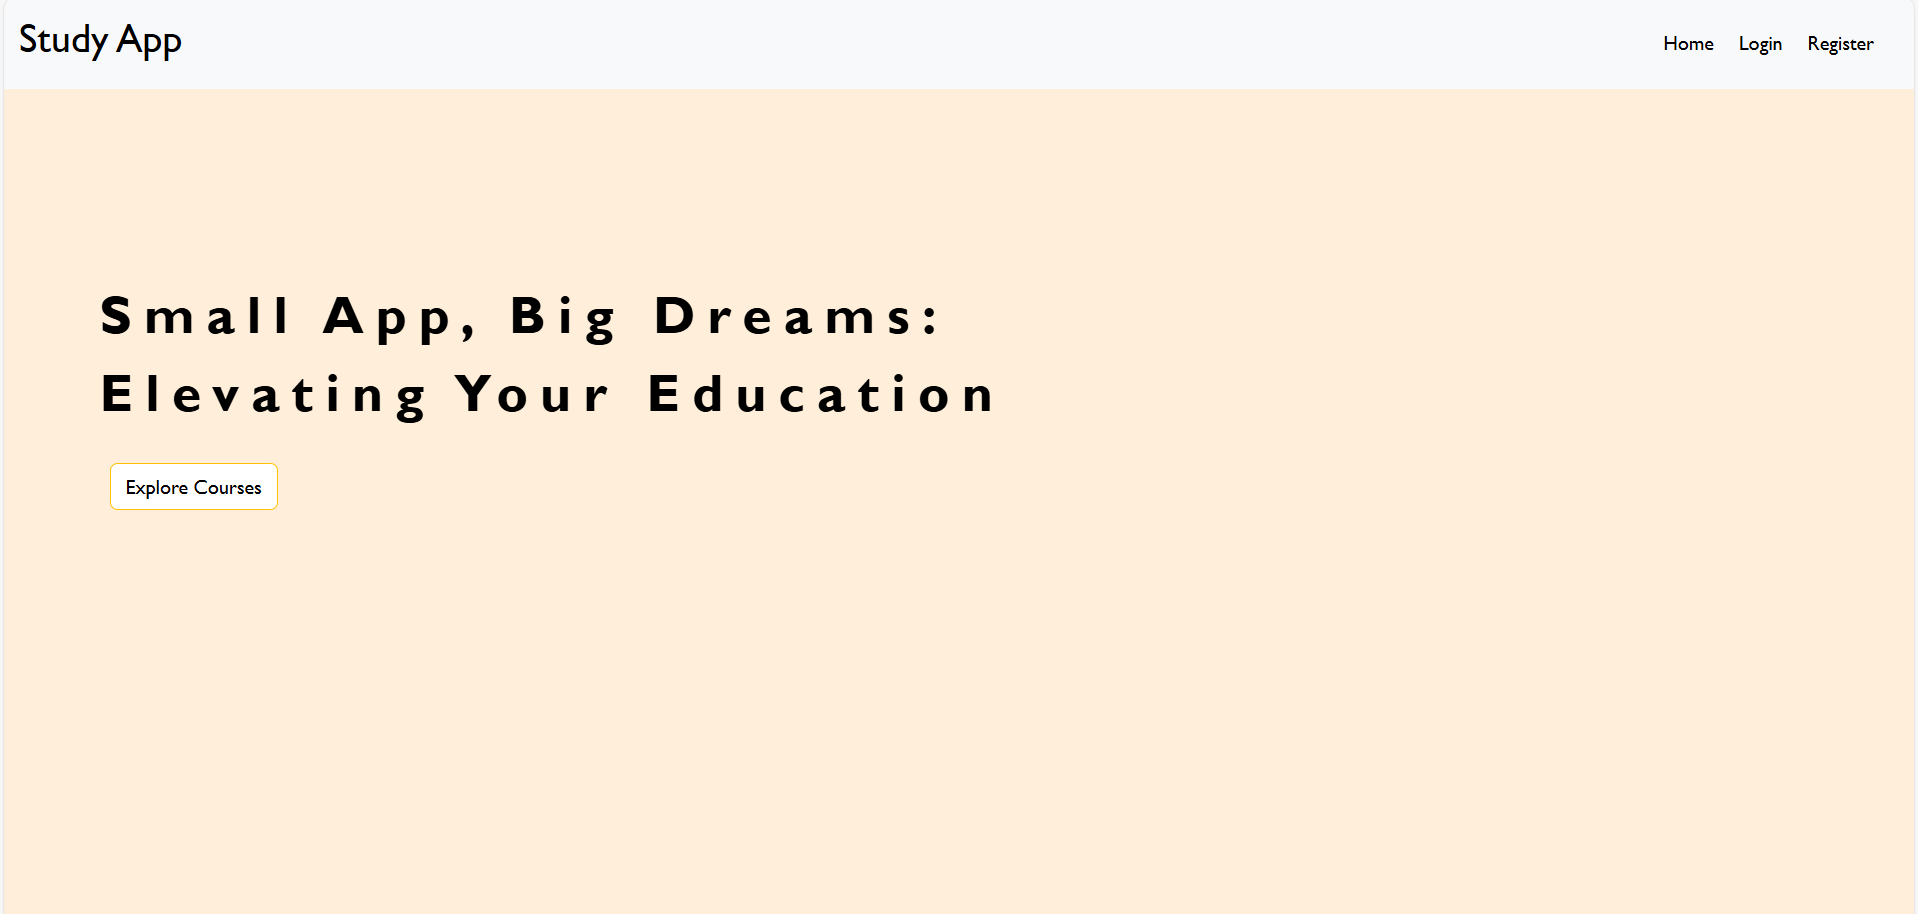 Study App
Home Login Register
Small App, Big Dreams:
Elevating Your Education
Explore Courses